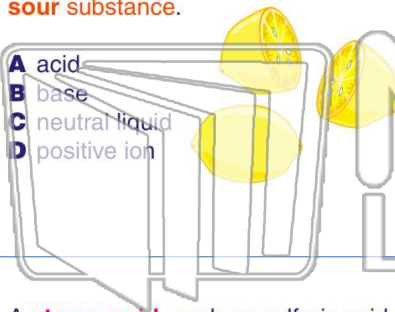 sour substance.
A acid
B base
C neutral liquid
D positive ion